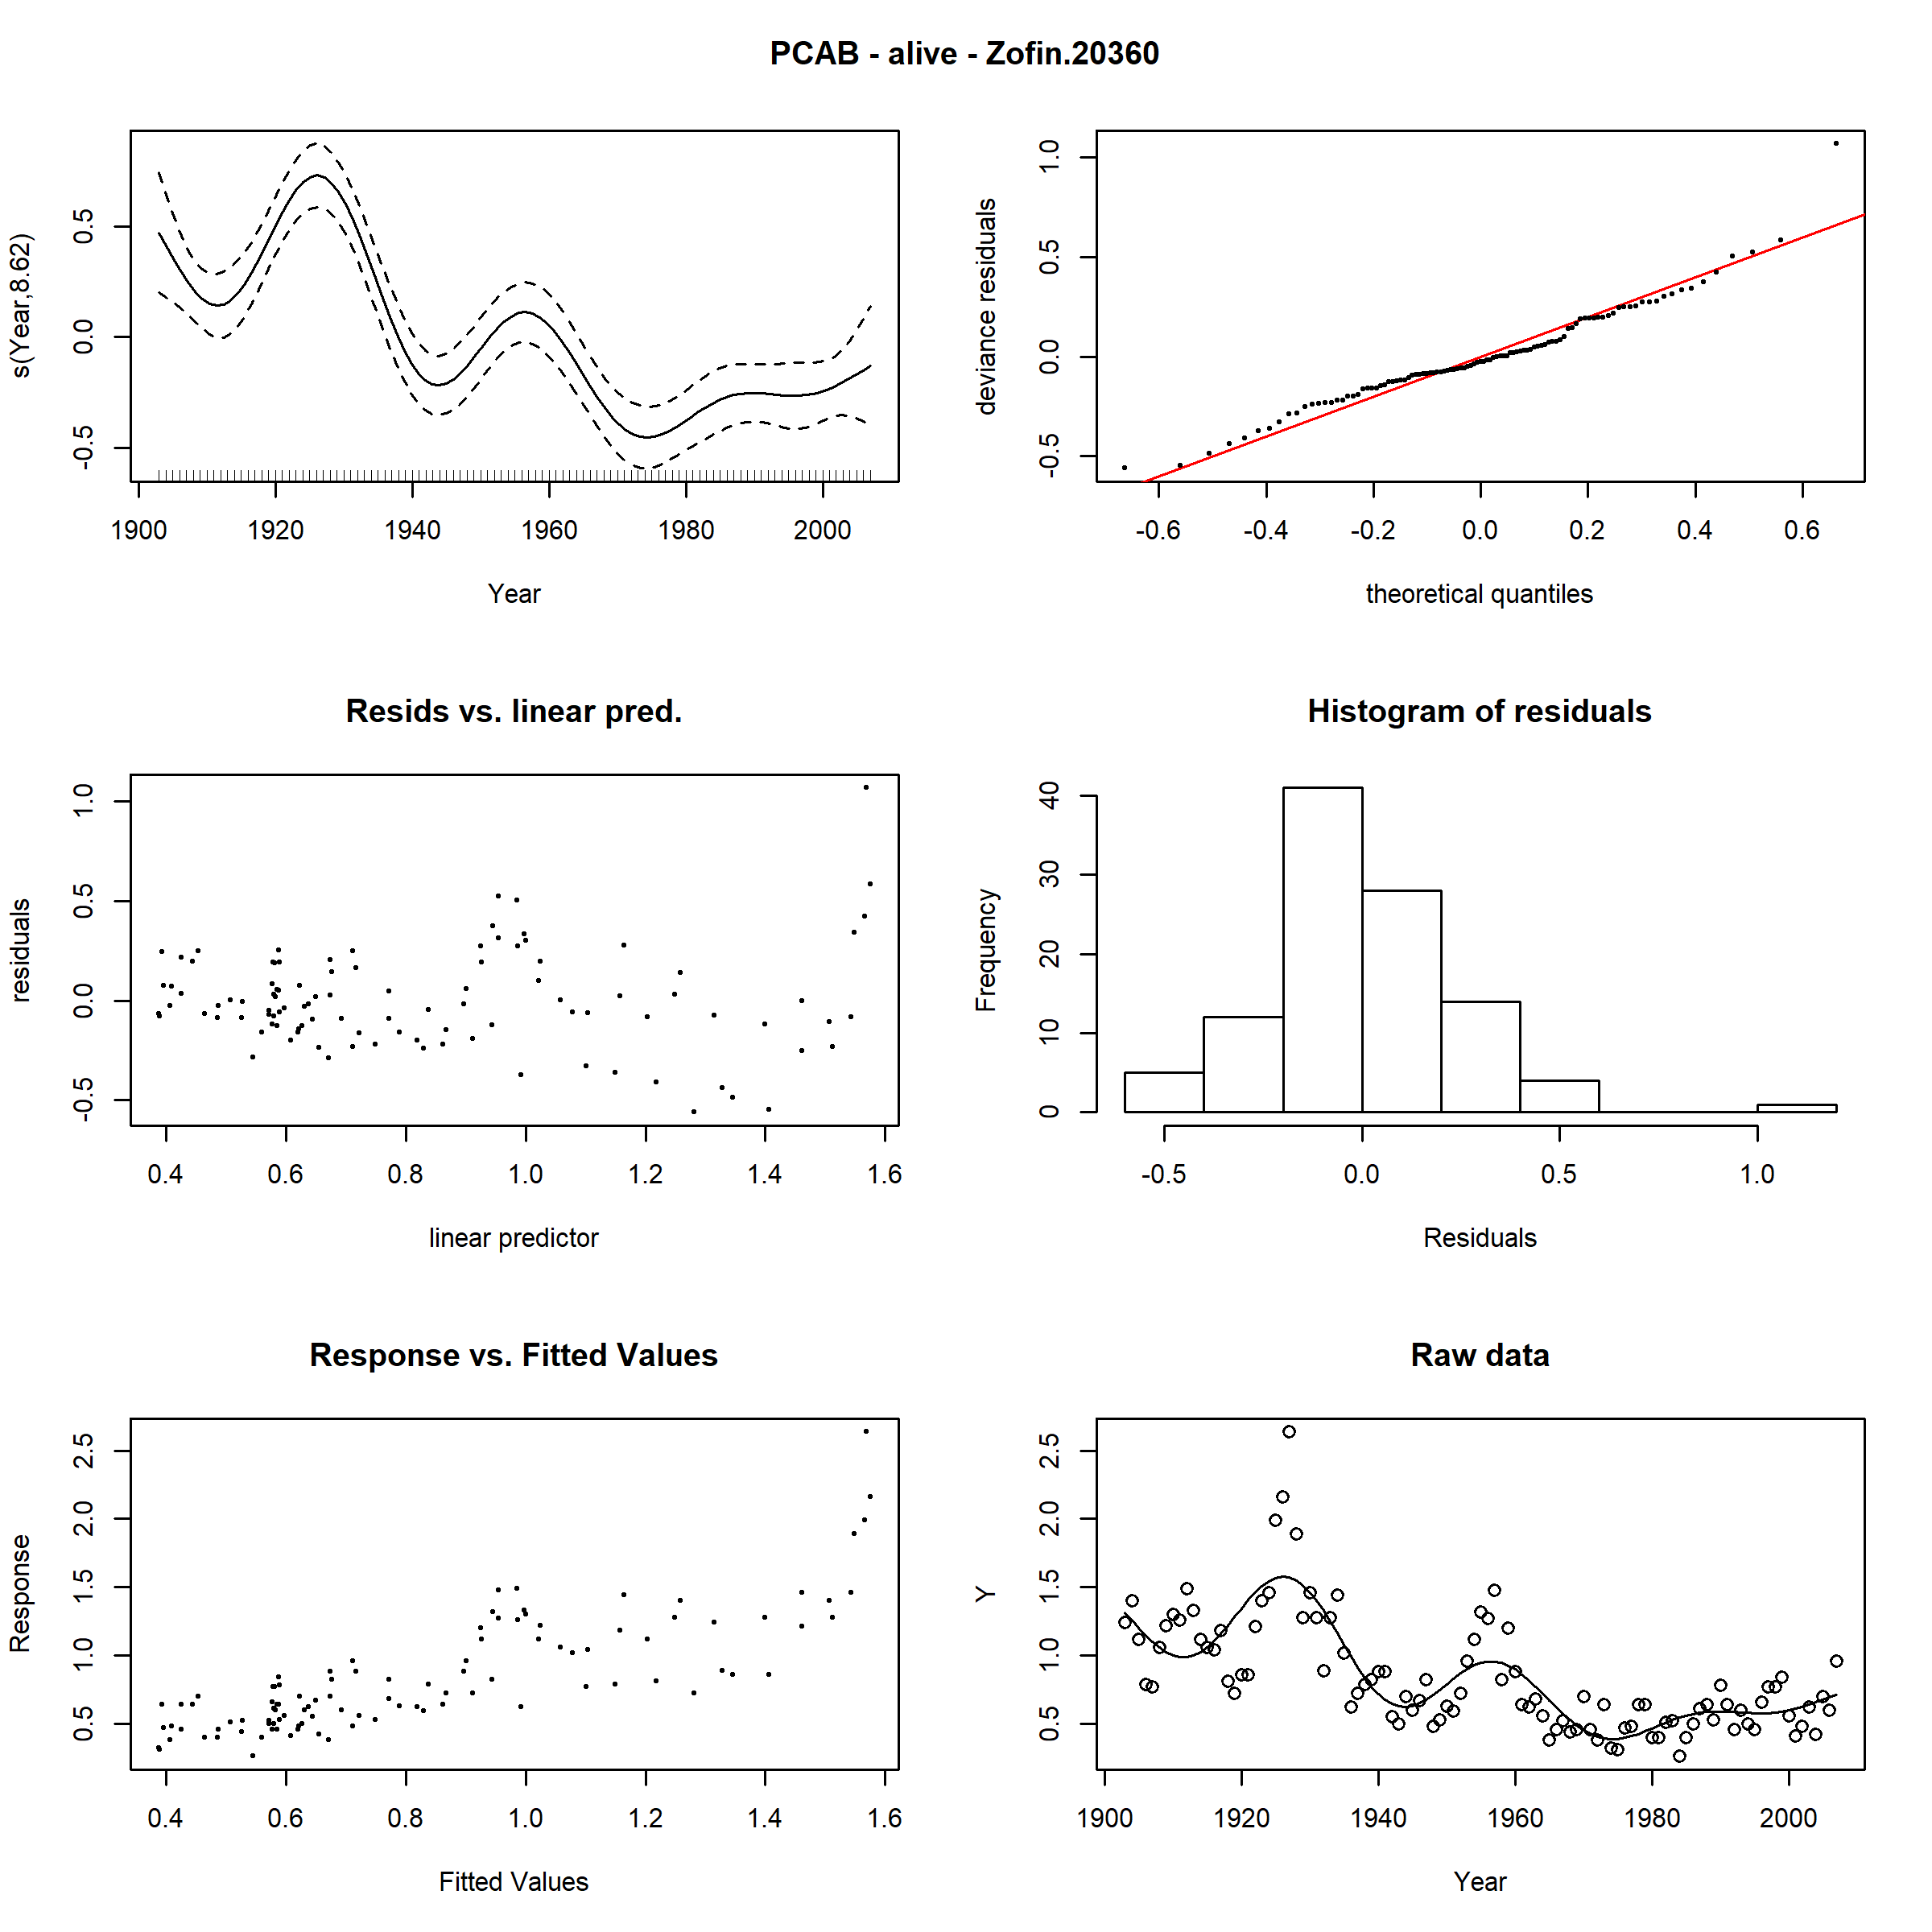 PCAB - alive - Zofin.20360
s(Year,8.62)
-0.5 0.0 0.5
1900 1920 1940 1960 1980 2000
Year
deviance residuals
-0.5 0.0 0.5 1.0
-0.6 -0.4 -0.2 0.0 0.2 0.4 0.6
theoretical quantiles
Resids vs. linear pred.
residuals
-0.5 0.0 0.5 1.0
0.4 0.6 0.8 1.0 1.2 1.4 1.6
linear predictor
Histogram of residuals
Frequency
0 10 20 30 40
-0.5 0.0 0.5 1.0
Residuals
Response vs. Fitted Values
Response
0.5 1.0 1.5 2.0 2.5
0.4 0.6 0.8 1.0 1.2 1.4 1.6
Fitted Values
Raw data
Y
0.5 1.0 1.5 2.0 2.5
1900 1920 1940 1960 1980 2000
Year